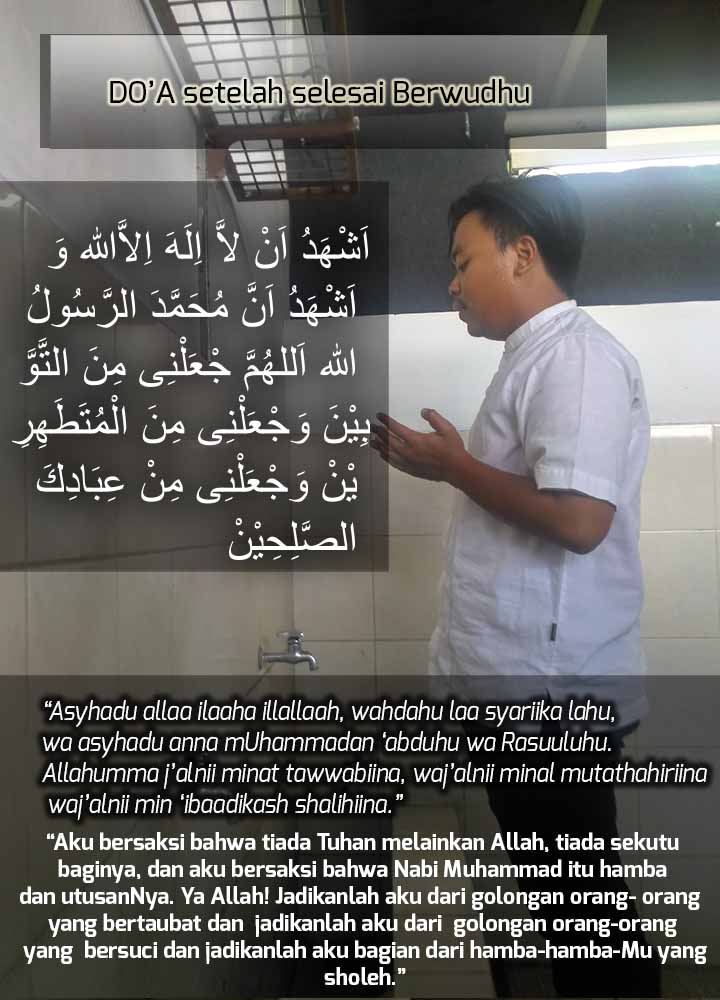 DO'A setelah selesai Berwudhu
اَشْهَدُ اَنْ لاَّ اِلَهَ اِلاَّالله وَ
اَشْهَدُ اَنَّ مُحَمَّدَ الرَّسُولُ
الله اَللهُمَّ جْعَلْنِى مِنَ التَّوَّ
بِيْنَ وَجْعَلْنِى مِنَ الْمُتَطَهِرِ
يْنْ وَجْعَلْنِى مِنْ عِبَادِكَ
الصَّلِحِيْنْ
“Asyhadu allaa ilaaha illallaah, wahdahu laa syariika lahu,
wa asyhadu anna mUhammadan ‘abduhu wa Rasuuluhu.
Allahumma j’alnii minat tawwabiina, waj’alnii minal mutathahiriina
waj’alnii min ‘ibaadikash shalihiina.”
“Aku bersaksi bahwa tiada Tuhan melainkan Allah, tiada sekutu
baginya, dan aku bersaksi bahwa Nabi Muhammad itu hamba
dan utusanNya. Ya Allah! Jadikanlah aku dari golongan orang- orang
yang bertaubat dan jadikanlah aku dari golongan orang-orang
yang bersuci dan jadikanlah aku bagian dari hamba-hamba-Mu yang
sholeh.”